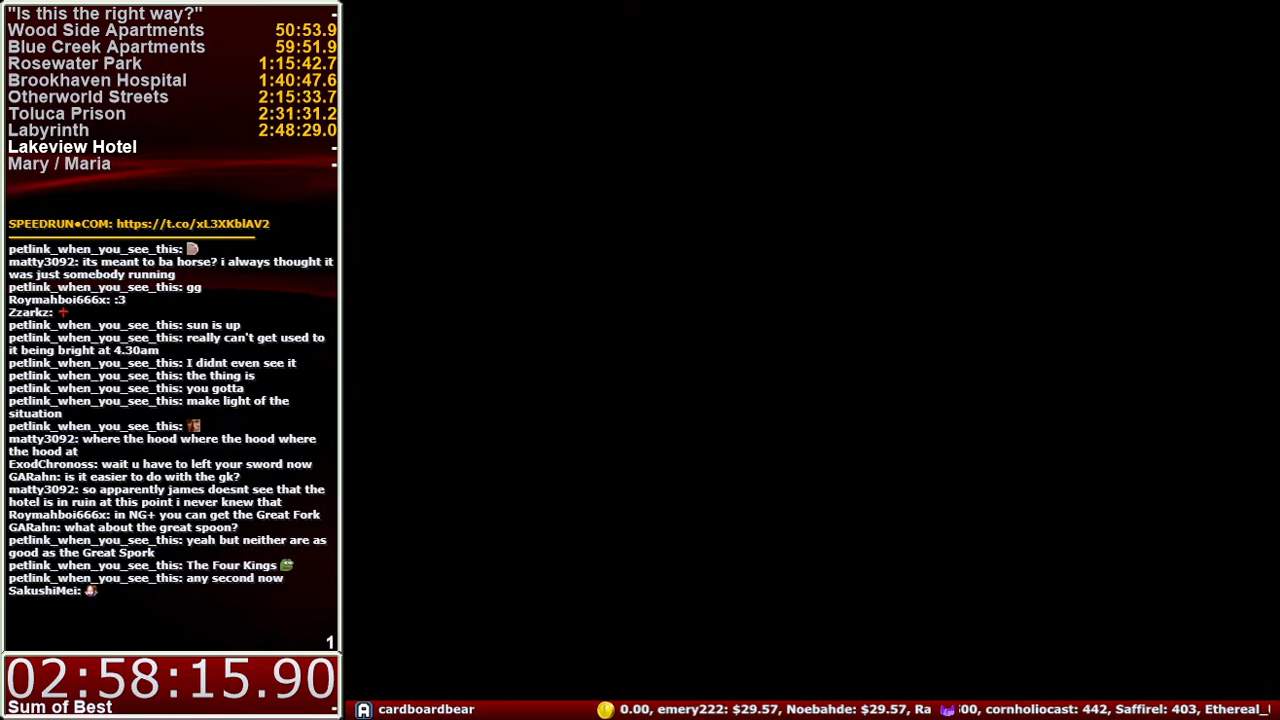 "Is this the right way?" -
Wood Side Apartments 50:53.9
Blue Creek Apartments 59:51.9
Rosewater Park 1:15:42.7
Brookhaven Hospital 1:40:47.6
Otherworld Streets 2:15:33.7
Toluca Prison 2:31:31.2
Labyrinth 2:48:29.0
Lakeview Hotel -
Mary / Maria -
SPEEDRUN●COM: https://t.co/xL3XKblAV2
petlink_when_you_see_this:
matty3092: its meant to ba horse? i always thought it
was just somebody running
petlink_when_you_see_this: gg
Roymahboi666x: :3
Zzarkz:
petlink_when_you_see_this: sun is up
petlink_when_you_see_this: really can't get used to
it being bright at 4.30am
petlink_when_you_see_this: I didnt even see it
petlink_when_you_see_this: the thing is
petlink_when_you_see_this: you gotta
petlink_when_you_see_this: make light of the
situation
petlink_when_you_see_this:
matty3092: where the hood where the hood where
the hood at
ExodChronoss: wait u have to left your sword now
GARahn: is it easier to do with the gk?
matty3092: so apparently james doesnt see that the
hotel is in ruin at this point i never knew that
Roymahboi666x: in NG+ you can get the Great Fork
GARahn: what about the great spoon?
petlink_when_you_see_this: yeah but neither are as
good as the Great Spork
petlink_when_you_see_this: The Four Kings
petlink_when_you_see_this: any second now
SakushiMei:
1
02:58:15.90
Sum of Best -
cardboardbear 0.00, emery222: $29.57, Noebahde: $29.57, Ra 00, cornholiocast: 442, Saffirel: 403, Ethereal_